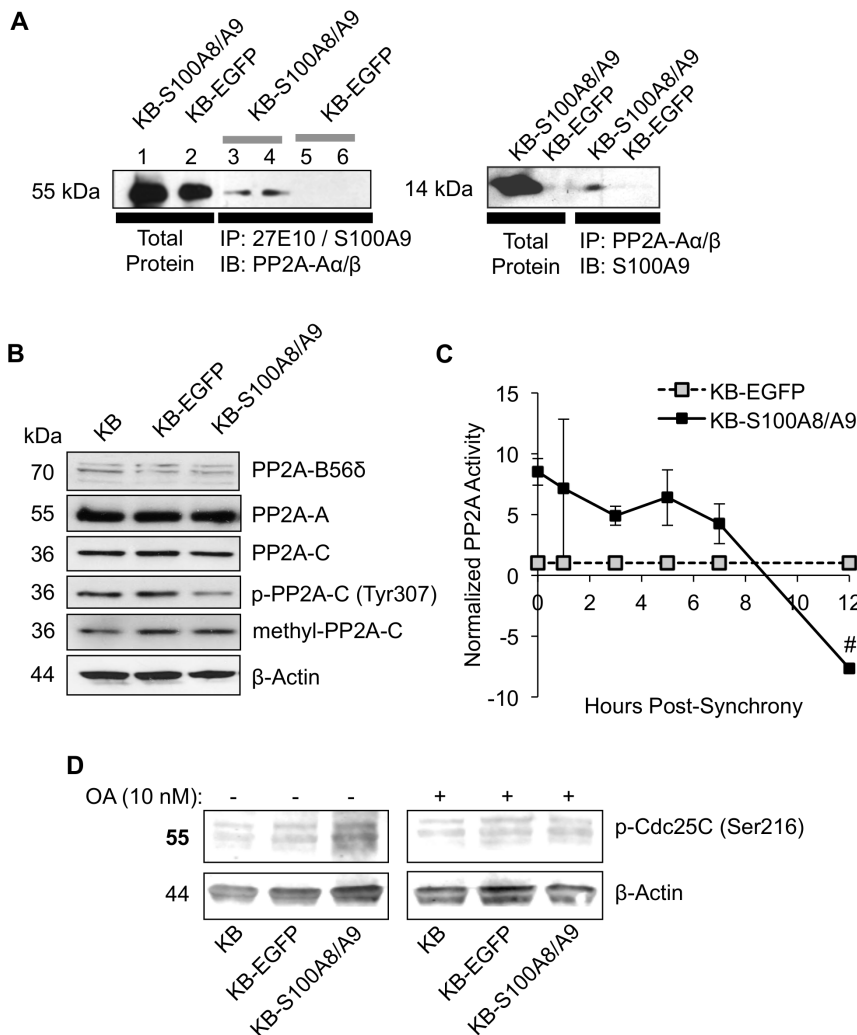 A
KB-S100A8/A9
KB-EGFP
KB-S100A8/A9
KB-EGFP
1 2 3 4 5 6
55 kDa
Total
Protein
IP: 27E10 / S100A9
IB: PP2A-Aα/β
KB-S100A8/A9
KB-EGFP
KB-S100A8/A9
KB-EGFP
14 kDa
Total
Protein
IP: PP2A-Aα/β
IB: S100A9
B
KB
KB-EGFP
KB-S100A8/A9
kDa
70 PP2A-B56δ
55 PP2A-A
36 PP2A-C
36 p-PP2A-C (Tyr307)
36 methyl-PP2A-C
44 β-Actin
C
KB-EGFP
KB-S100A8/A9
Normalized PP2A Activity
15
10
5
0
-5
-10
0 2 4 6 8 10 12
#
Hours Post-Synchrony
D
OA (10 nM): - - - + + +
55 p-Cdc25C (Ser216)
44 β-Actin
KB
KB-EGFP
KB-S100A8/A9
KB
KB-EGFP
KB-S100A8/A9